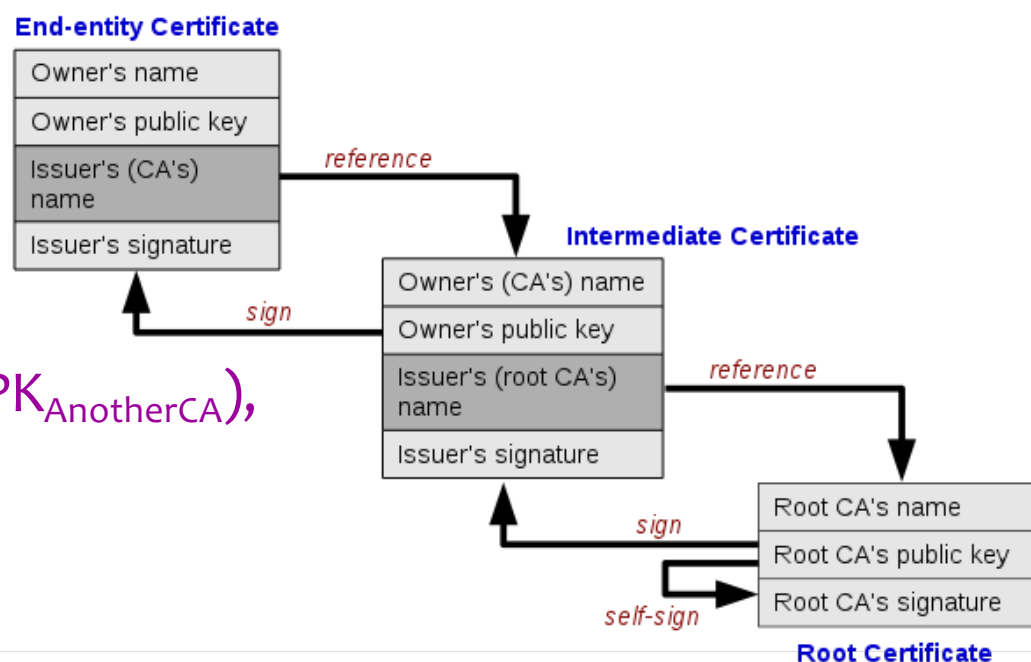 End-entity Certificate
Owner's name
Owner's public key
Issuer's (CA's)
name
Issuer's signature
reference
sign
Intermediate Certificate
Owner's (CA's) name
Owner's public key
Issuer's (root CA's)
name
Issuer's signature
PK_AnotherCA),
reference
sign
self-sign
Root CA's name
Root CA's public key
Root CA's signature
Root Certificate